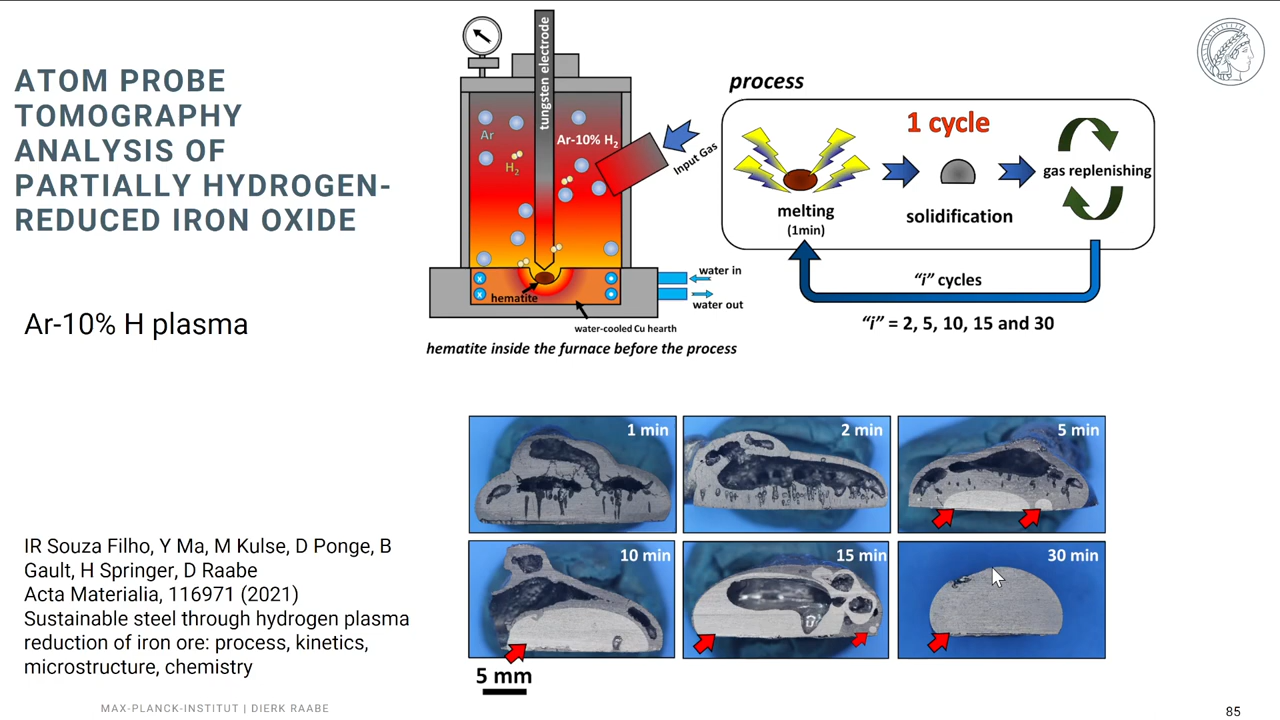 ATOM PROBE
TOMOGRAPHY
ANALYSIS OF
PARTIALLY HYDROGEN-
REDUCED IRON OXIDE
Ar-10% H plasma
IR Souza Filho, Y Ma, M Kulse, D Ponge, B
Gault, H Springer, D Raabe
Acta Materialia, 116971 (2021)
Sustainable steel through hydrogen plasma
reduction of iron ore: process, kinetics,
microstructure, chemistry
tungsten electrode
Ar
H₂
Ar-10% H₂
Input Gas
x
x
hematite
water in
water out
water-cooled Cu hearth
hematite inside the furnace before the process
process
1 cycle
melting
(1min)
solidification
gas replenishing
“i” cycles
“i” = 2, 5, 10, 15 and 30
1 min
2 min
5 min
10 min
15 min
30 min
5 mm
MAX-PLANCK-INSTITUT | DIERK RAABE
85